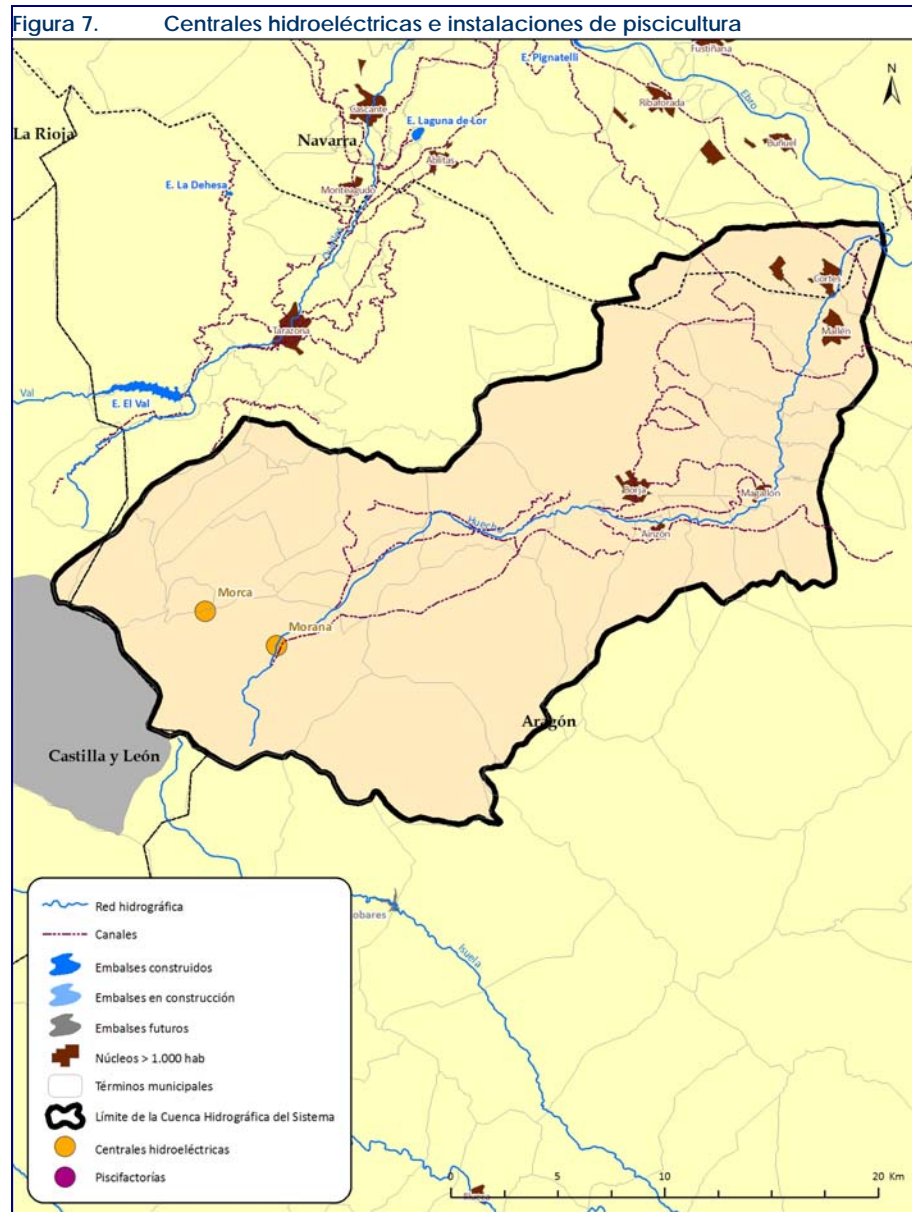 Figura 7. Centrales hidroeléctricas e instalaciones de piscicultura
Fustiñana
E. Pignatelli
N
Cascante
Ribaforada
Ebro
La Rioja
Navarra
E. Laguna de Lor
Ablitas
Buñuel
E. La Dehesa
Monteagudo
Queiles
Cortes
Tarazona
Mallén
Val
E. El Val
Borja
Magallón
Huecha
Ainzón
Morca
Morana
Aragón
Castilla y León
obares
Isuela
Red hidrográfica
Canales
Embalses construidos
Embalses en construcción
Embalses futuros
Núcleos > 1.000 hab
Términos municipales
Límite de la Cuenca Hidrográfica del Sistema
Centrales hidroeléctricas
Piscifactorías
0 5 10 20 Km